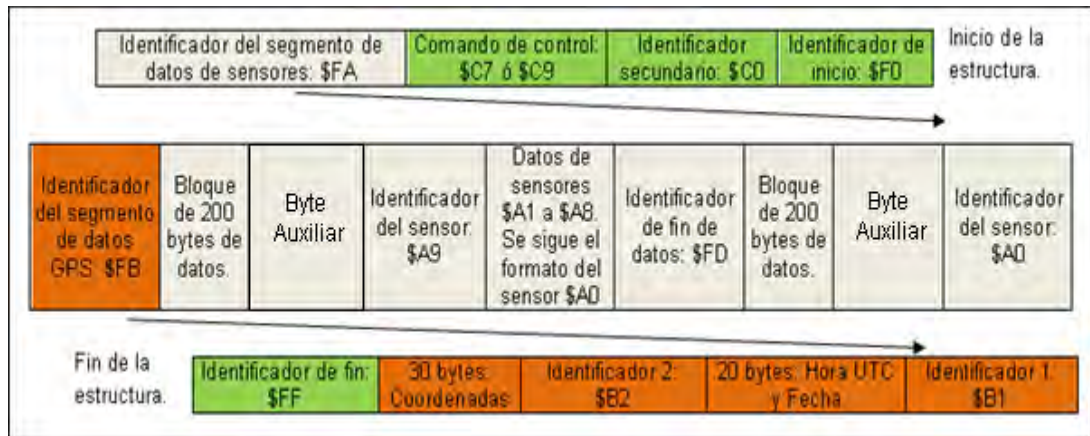 Identificador del segmento de
datos de sensores: $FA
Comando de control:
$C7 ó $C9
Identificador
secundario: $C0
Identificador de
inicio: $F0
Inicio de la
estructura.
Identificador
del segmento
de datos
GPS: $FB
Bloque
de 200
bytes de
datos.
Byte
Auxiliar
Identificador
del sensor:
$A9
Datos de
sensores
$A1 a $A8.
Se sigue el
formato del
sensor $A0
Identificador
de fin de
datos: $FD
Bloque
de 200
bytes de
datos.
Byte
Auxiliar
Identificador
del sensor:
$A0
Fin de la
estructura.
Identificador de fin:
$FF
30 bytes:
Coordenadas
Identificador 2:
$B2
20 bytes: Hora UTC
y Fecha
Identificador 1:
$B1